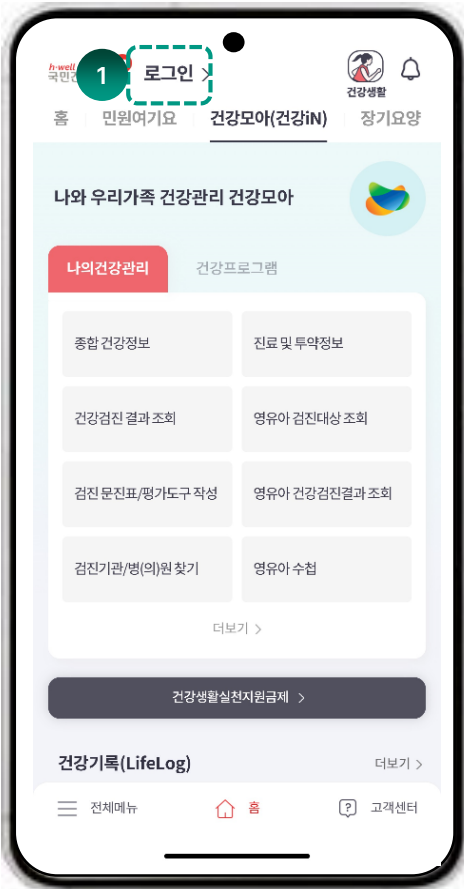 h-well
국민건
1
로그인 >
건강생활
홈 민원여기요 건강모아(건강iN) 장기요양
나와 우리가족 건강관리 건강모아
나의건강관리 건강프로그램
종합 건강정보 진료 및 투약정보
건강검진 결과 조회 영유아 검진대상 조회
검진 문진표/평가도구 작성 영유아 건강검진결과 조회
검진기관/병(의)원 찾기 영유아 수첩
더보기 >
건강생활실천지원금제 >
건강기록(LifeLog) 더보기 >
전체메뉴 홈 ? 고객센터